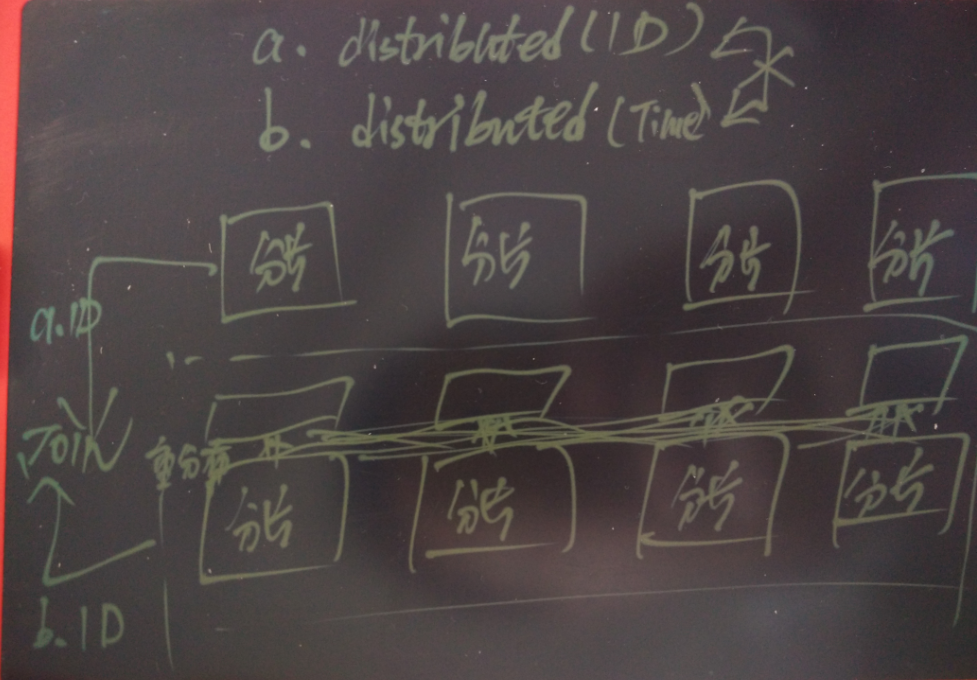 a. distributed(ID)
b. distributed(Time)
分片 分片 分片 分片
a.ID
Join
重分布
分片 分片 分片 分片
b.ID